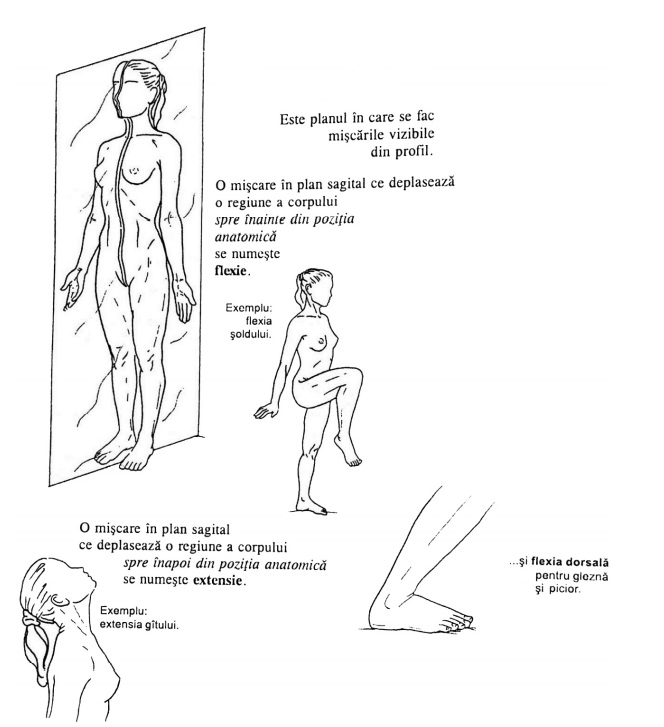 Este planul în care se fac
mişcările vizibile
din profil.
O mişcare în plan sagital ce deplasează
o regiune a corpului
spre înainte din poziţia
anatomică
se numeşte
flexie.
Exemplu:
flexia
şoldului.
O mişcare în plan sagital
ce deplasează o regiune a corpului
spre înapoi din poziţia anatomică
se numeşte extensie.
Exemplu:
extensia gîtului.
...şi flexia dorsală
pentru gleznă
şi picior.